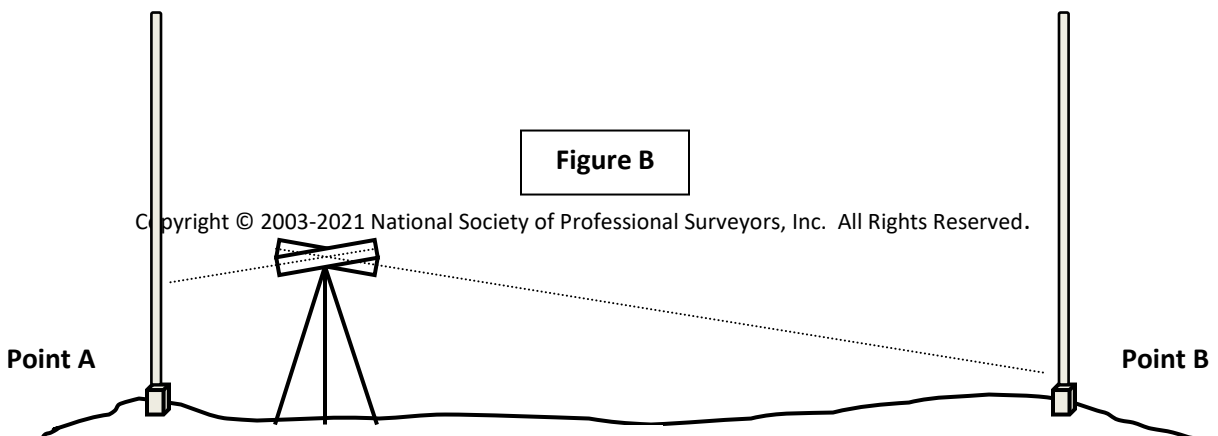 Figure B
Copyright © 2003-2021 National Society of Professional Surveyors, Inc.  All Rights Reserved.
Point A
Point B